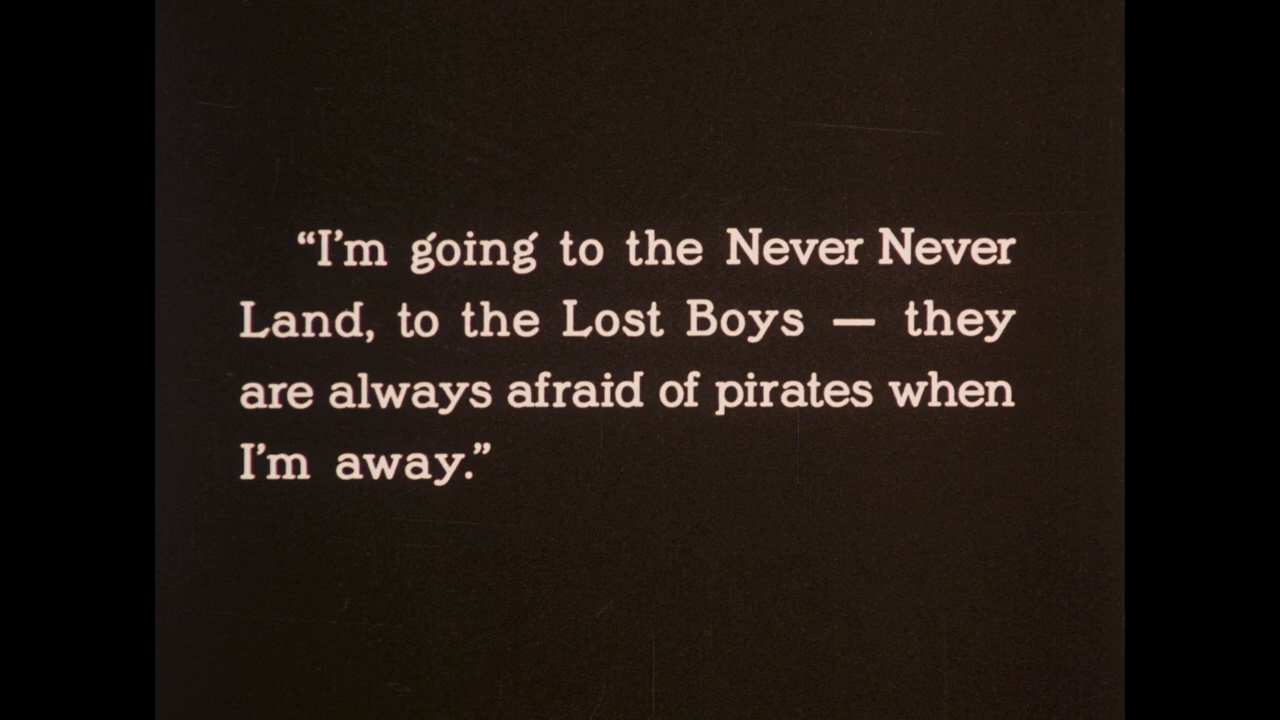 “I’m going to the Never Never
Land, to the Lost Boys — they
are always afraid of pirates when
I’m away.”